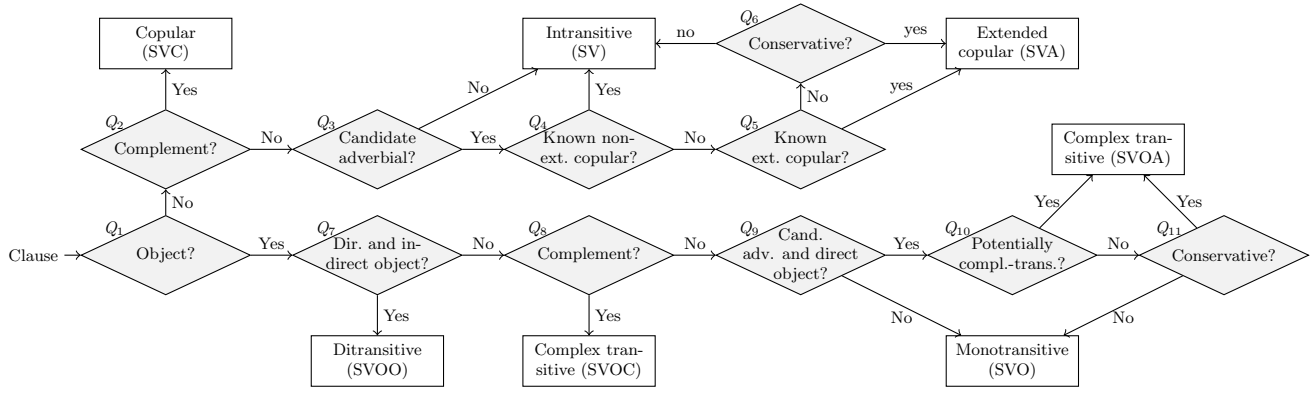 Copular
(SVC)
Intransitive
(SV)
Q6
Conservative?
no
yes
Extended
copular (SVA)
Yes
No
Yes
No
yes
Q2
Complement?
No
Q3
Candidate
adverbial?
Yes
Q4
Known non-
ext. copular?
No
Q5
Known
ext. copular?
Complex tran-
sitive (SVOA)
No
Yes
Yes
Clause
Q1
Object?
Yes
Q7
Dir. and in-
direct object?
No
Q8
Complement?
No
Q9
Cand.
adv. and direct
object?
Yes
Q10
Potentially
compl.-trans.?
No
Q11
Conservative?
Yes
Yes
No
No
Ditransitive
(SVOO)
Complex tran-
sitive (SVOC)
Monotransitive
(SVO)